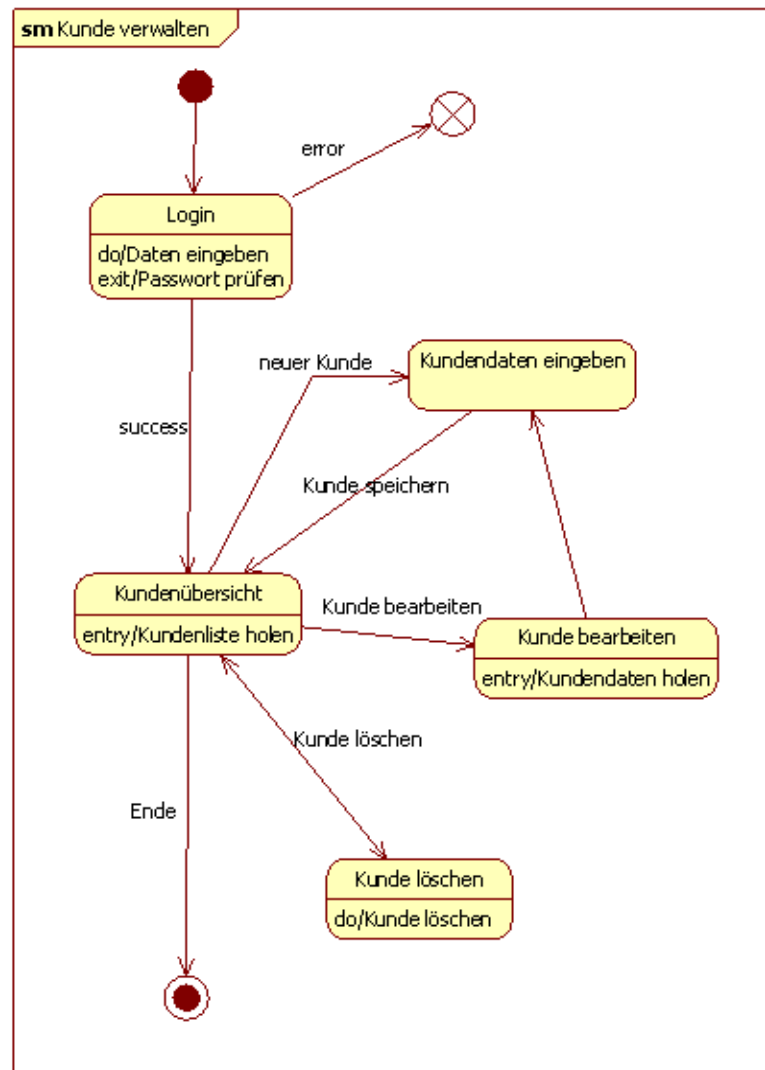 sm Kunde verwalten
error
Login
do/Daten eingeben
exit/Passwort prüfen
neuer Kunde
Kundendaten eingeben
success
Kunde speichern
Kundenübersicht
entry/Kundenliste holen
Kunde bearbeiten
Kunde bearbeiten
entry/Kundendaten holen
Kunde löschen
Ende
Kunde löschen
do/Kunde löschen